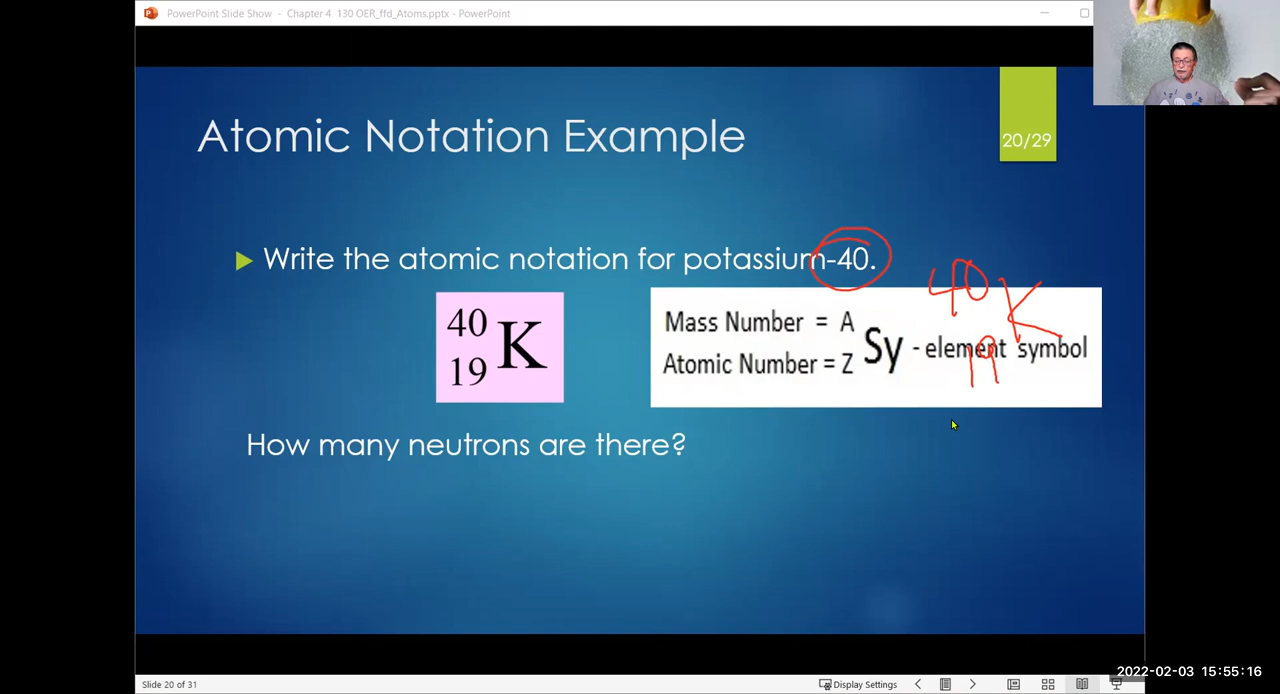 PowerPoint Slide Show - Chapter 4 130 OER_ffd_Atoms.pptx - PowerPoint
Atomic Notation Example
20/29
Write the atomic notation for potassium-40.
40
19 K
Mass Number = A
Atomic Number = Z
Sy - element symbol
40
19 K
How many neutrons are there?
2022-02-03 15:55:16
Slide 20 of 31
Display Settings